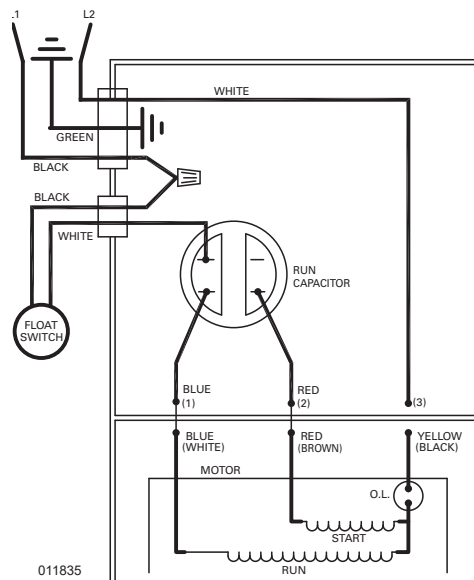 L1
L2
WHITE
GREEN
BLACK
BLACK
WHITE
FLOAT
SWITCH
RUN
CAPACITOR
BLUE
(1)
RED
(2)
(3)
BLUE
(WHITE)
RED
(BROWN)
YELLOW
(BLACK)
MOTOR
O.L.
START
RUN
011835